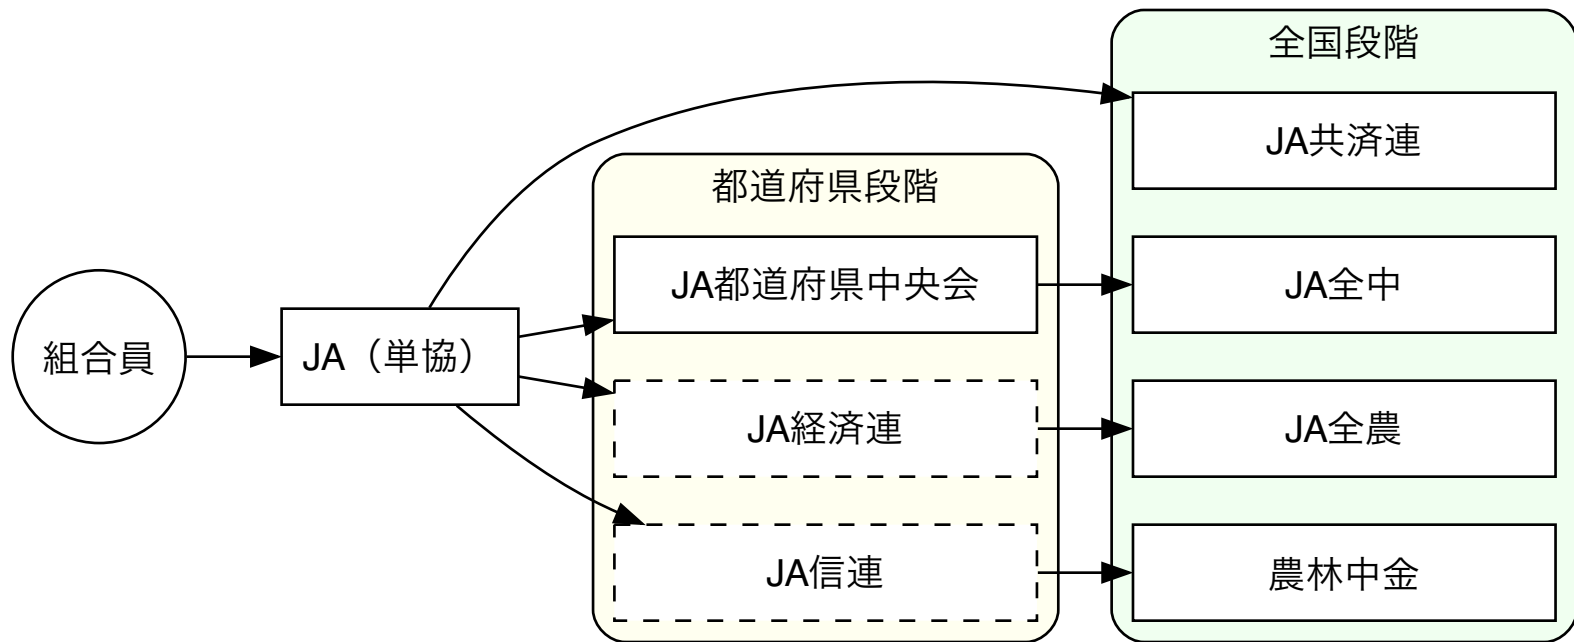 組合員
JA（単協）
都道府県段階
JA都道府県中央会
JA経済連
JA信連
全国段階
JA共済連
JA全中
JA全農
農林中金